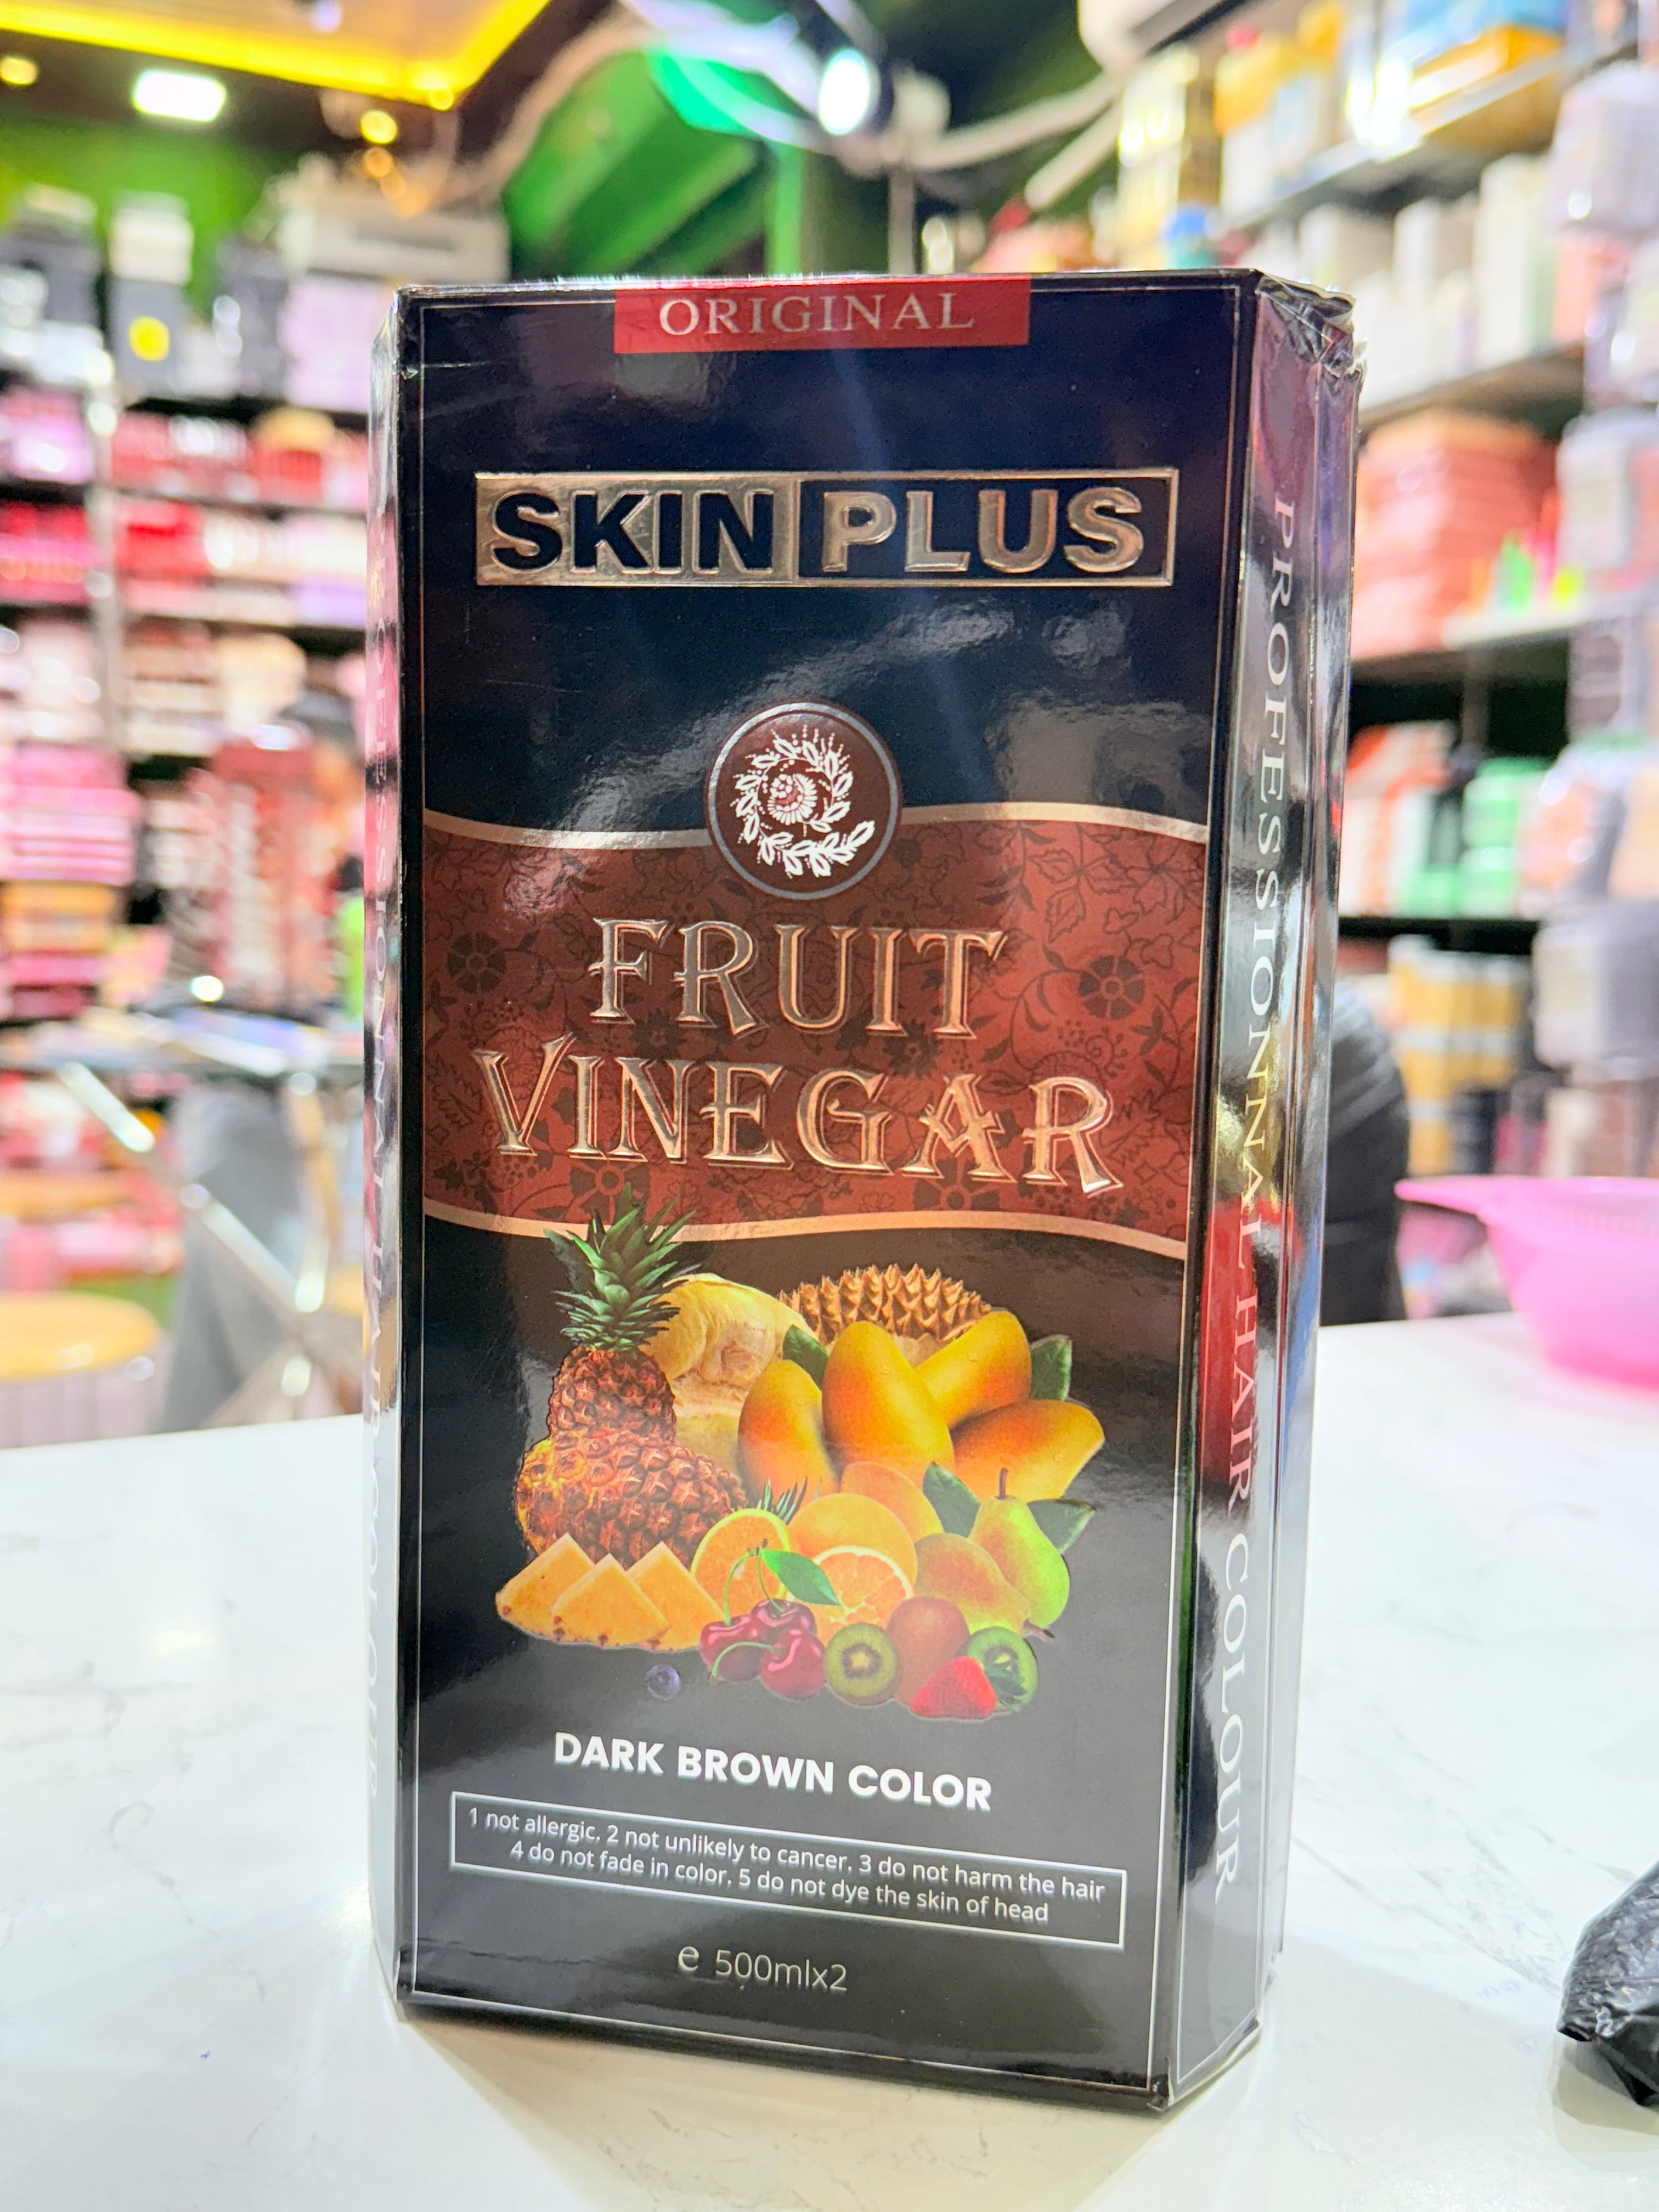 ORIGINAL
SKIN PLUS
FRUIT
VINEGAR
DARK BROWN COLOR
1 not allergic. 2 not unlikely to cancer. 3 do not harm the hair
4 do not fade in color. 5 do not dye the skin of head
e 500mlx2
PROFESSIONNAL HAIR COLOUR